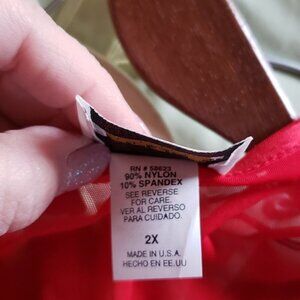 RN # 58623
90% NYLON
10% SPANDEX
SEE REVERSE
FOR CARE.
VER AL REVERSO
PARA CUIDADO.
2X
MADE IN U.S.A.
HECHO EN EE.UU